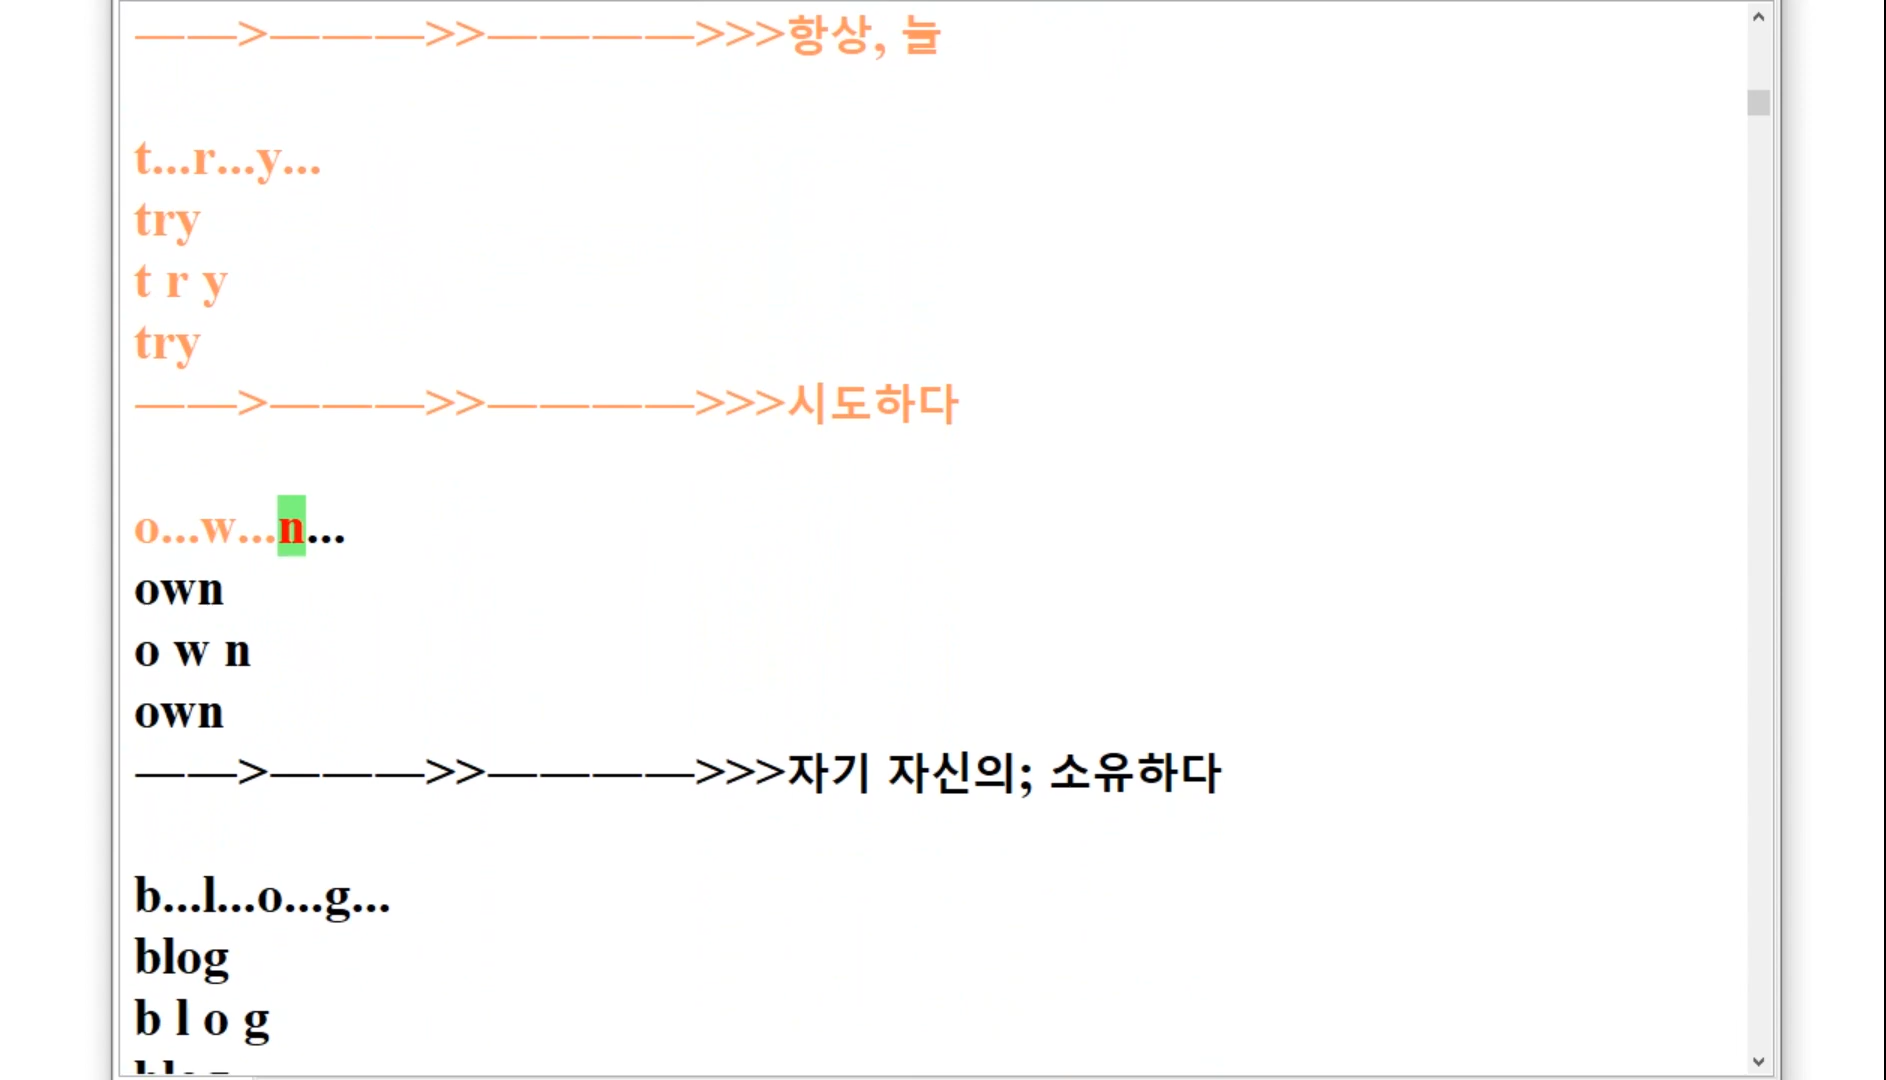 ——>———>>————>>>항상, 늘
t...r...y...
try
t r y
try
——>———>>————>>>시도하다
o...w...n...
own
o w n
own
——>———>>————>>>자기 자신의; 소유하다
b...l...o...g...
blog
b l o g